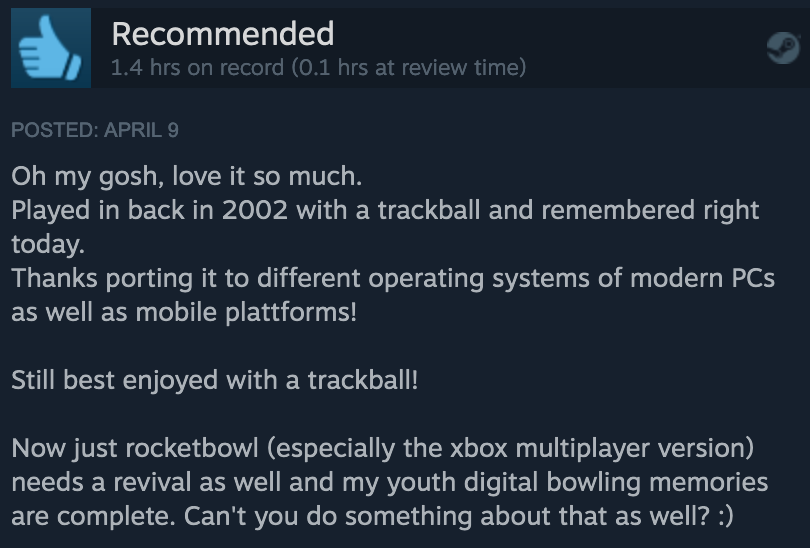 Recommended
1.4 hrs on record (0.1 hrs at review time)
POSTED: APRIL 9
Oh my gosh, love it so much.
Played in back in 2002 with a trackball and remembered right
today.
Thanks porting it to different operating systems of modern PCs
as well as mobile plattforms!
Still best enjoyed with a trackball!
Now just rocketbowl (especially the xbox multiplayer version)
needs a revival as well and my youth digital bowling memories
are complete. Can't you do something about that as well? :)